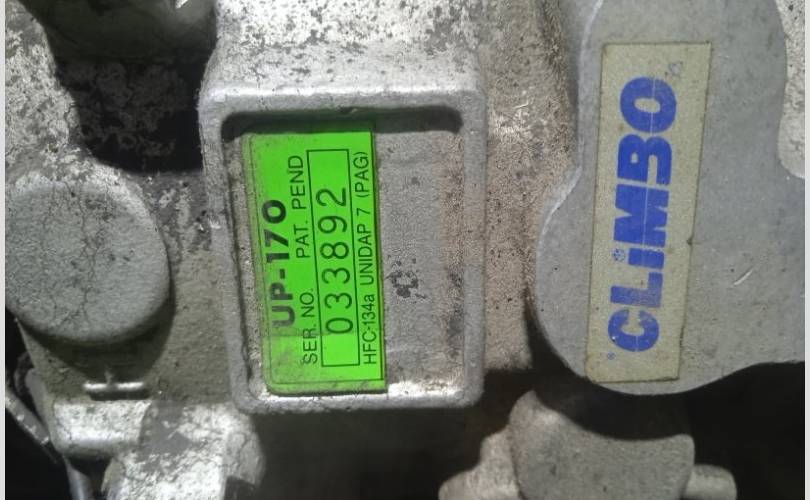 UP-170
SER. NO. PAT. PEND
033892
HFC-134a UNIDAP 7 (PAG)
CLiMBO